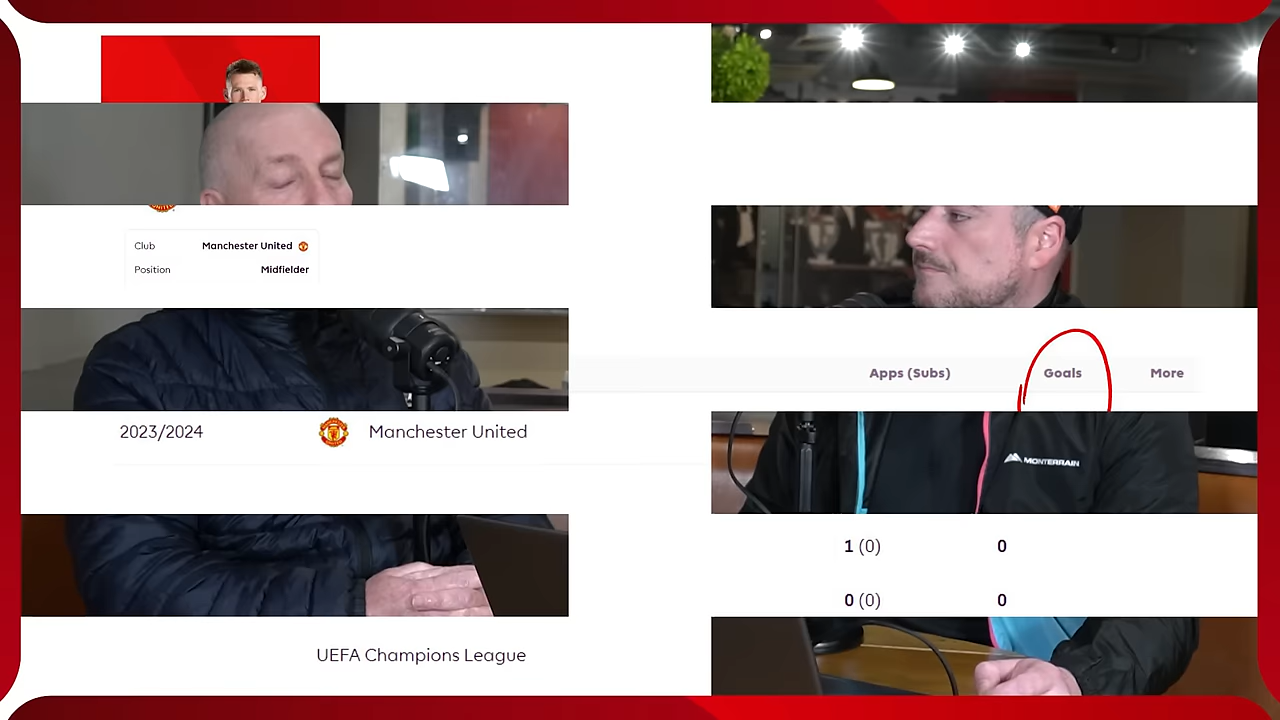 Club Manchester United
Position Midfielder
Apps (Subs) Goals More
2023/2024 Manchester United
MONTERRAIN
1 (0) 0
0 (0) 0
UEFA Champions League